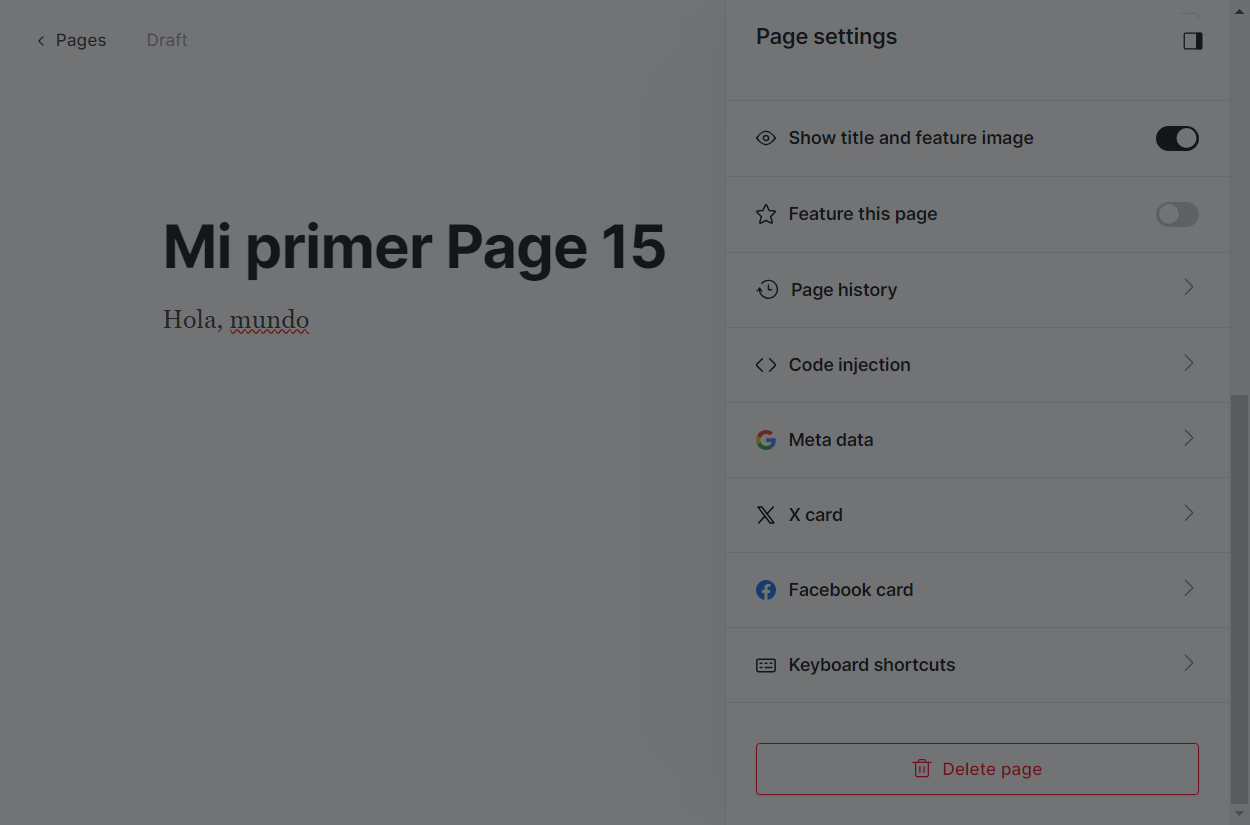 Pages Draft
Mi primer Page 15
Hola, mundo
Page settings
Show title and feature image
Feature this page
Page history
Code injection
Meta data
X card
Facebook card
Keyboard shortcuts
Delete page